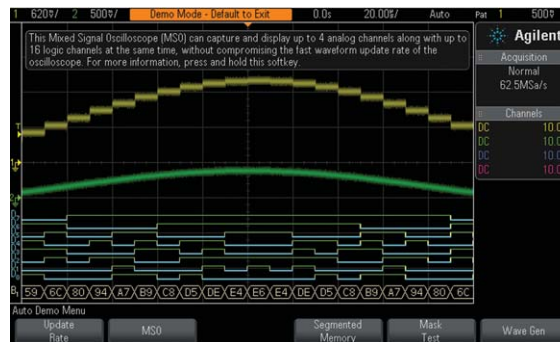 1 620▽/ 2 500▽/ Demo Mode - Default to Exit 0.0s 20.00▽/ Auto Pat 1 500▽
This Mixed Signal Oscilloscope (MSO) can capture and display up to 4 analog channels along with up to
16 logic channels at the same time, without compromising the fast waveform update rate of the
oscilloscope. For more information, press and hold this softkey.
Agilent
Acquisition
Normal
62.5MSa/s
Channels
DC 10.0
DC 10.0
DC 10.0
DC 10.0
T
1
2
B₁ 59 6C 80 94 A7 B9 C8 D5 DE E4 E6 E4 DE D5 C8 B9 A7 94 80 6C
Auto Demo Menu
Update
Rate
MSO
Segmented
Memory
Mask
Test
Wave Gen